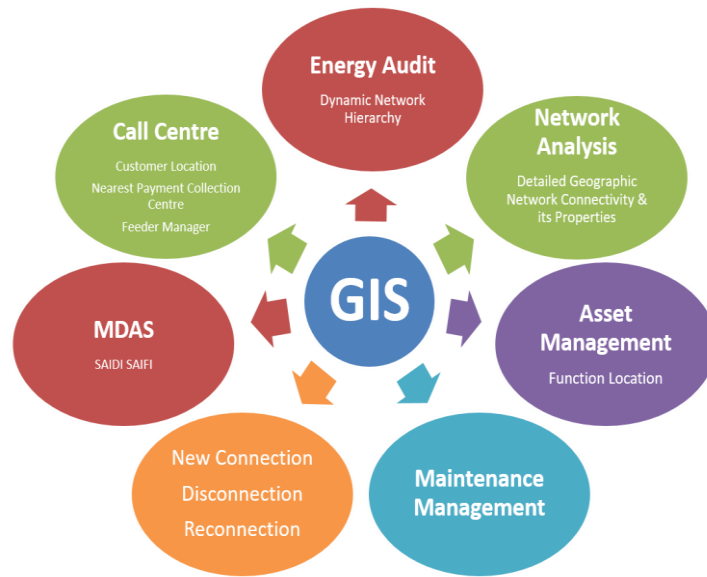 Energy Audit
Dynamic Network
Hierarchy
Network
Analysis
Detailed Geographic
Network Connectivity &
its Properties
Asset
Management
Function Location
Maintenance
Management
New Connection
Disconnection
Reconnection
MDAS
SAIDI SAIFI
Call Centre
Customer Location
Nearest Payment Collection
Centre
Feeder Manager
GIS